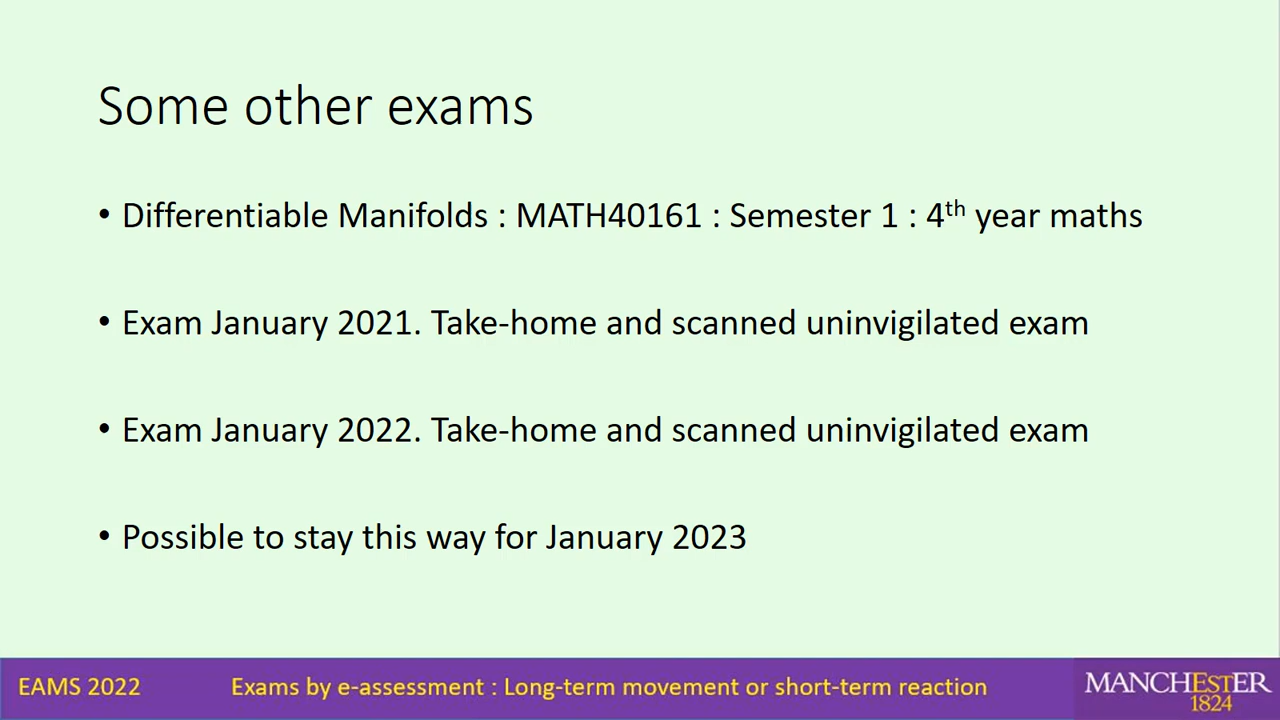 Some other exams
• Differentiable Manifolds : MATH40161 : Semester 1 : 4th year maths
• Exam January 2021. Take-home and scanned uninvigilated exam
• Exam January 2022. Take-home and scanned uninvigilated exam
• Possible to stay this way for January 2023
EAMS 2022 Exams by e-assessment : Long-term movement or short-term reaction
MANCHESTER
1824